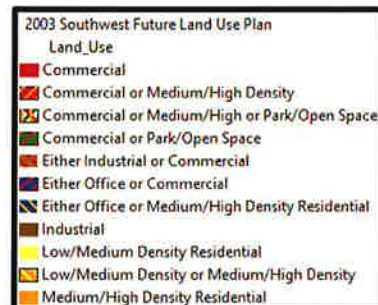 2003 Southwest Future Land Use Plan
Land_Use
Commercial
Commercial or Medium/High Density
Commercial or Medium/High or Park/Open Space
Commercial or Park/Open Space
Either Industrial or Commercial
Either Office or Commercial
Either Office or Medium/High Density Residential
Industrial
Low/Medium Density Residential
Low/Medium Density or Medium/High Density
Medium/High Density Residential